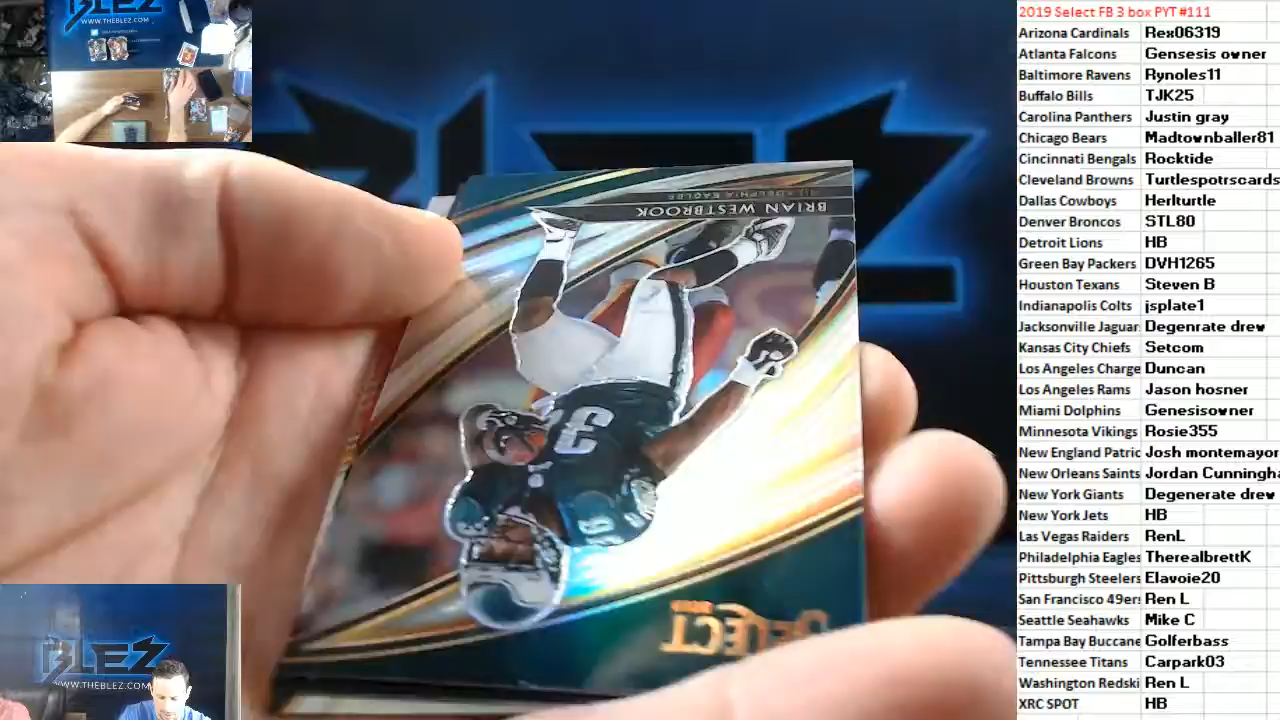 BLEZ
WWW.THEBLEZ.COM
BRIAN WESTBROOK
PHILADELPHIA EAGLES
36
SELECT
BLEZ
WWW.THEBLEZ.COM
2019 Select FB 3 box PYT #111
Arizona Cardinals Rex06319
Atlanta Falcons Gensesis owner
Baltimore Ravens Rynoles11
Buffalo Bills TJK25
Carolina Panthers Justin gray
Chicago Bears Madtownballer81
Cincinnati Bengals Rocktide
Cleveland Browns Turtlespotrscards
Dallas Cowboys Herlturtle
Denver Broncos STL80
Detroit Lions HB
Green Bay Packers DVH1265
Houston Texans Steven B
Indianapolis Colts jsplate1
Jacksonville Jaguar Degenrate drew
Kansas City Chiefs Setcom
Los Angeles Charge Duncan
Los Angeles Rams Jason hosner
Miami Dolphins Genesisowner
Minnesota Vikings Rosie355
New England Patric Josh montemayor
New Orleans Saints Jordan Cunningha
New York Giants Degenerate drew
New York Jets HB
Las Vegas Raiders RenL
Philadelphia Eagles TherealbrettK
Pittsburgh Steelers Elavoie20
San Francisco 49ers Ren L
Seattle Seahawks Mike C
Tampa Bay Buccane Golferbass
Tennessee Titans Carpark03
Washington Redski Ren L
XRC SPOT HB